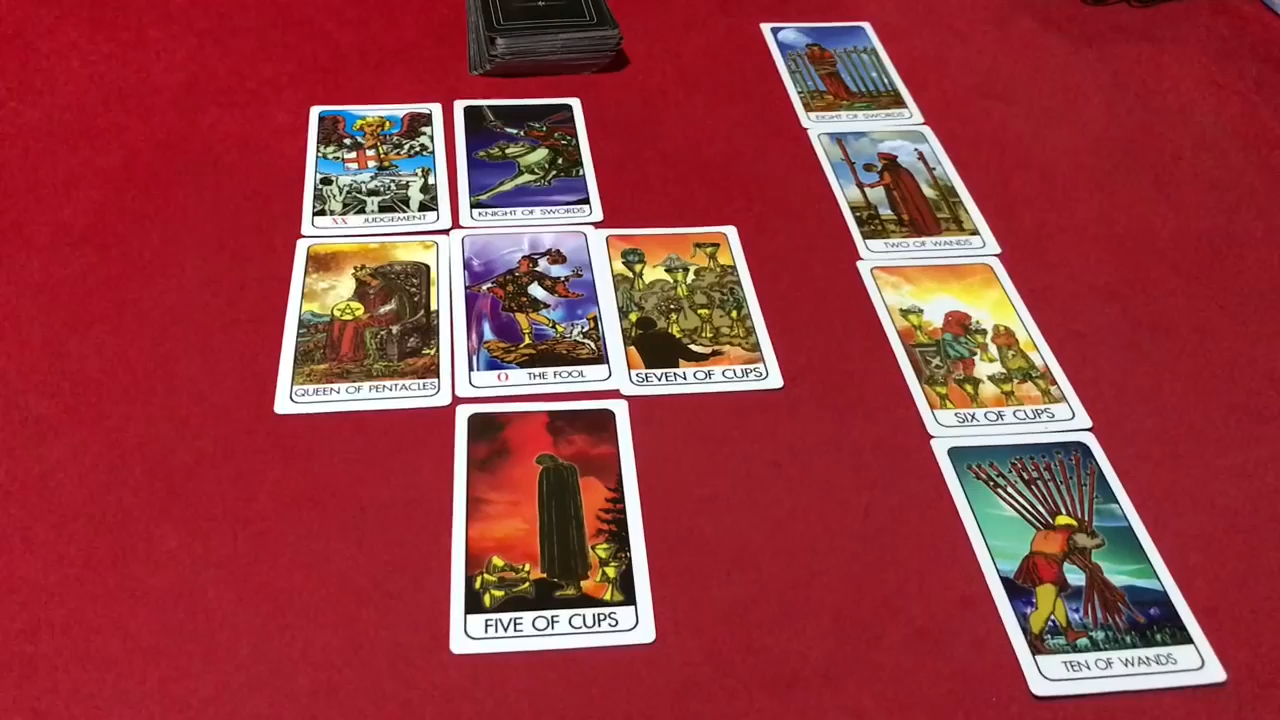 EIGHT OF SWORDS
XX JUDGEMENT
KNIGHT OF SWORDS
TWO OF WANDS
QUEEN OF PENTACLES
0 THE FOOL
SEVEN OF CUPS
SIX OF CUPS
FIVE OF CUPS
TEN OF WANDS